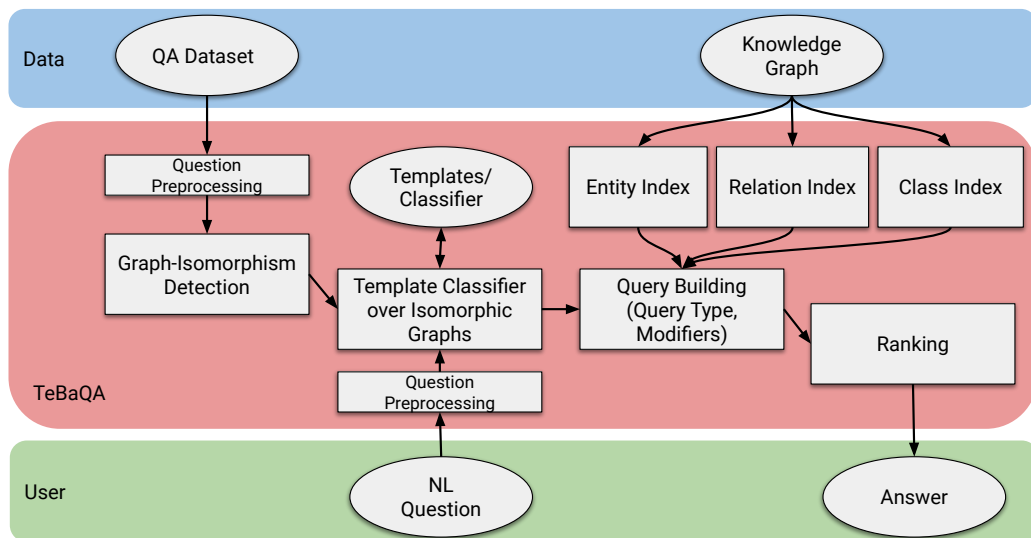 Data
QA Dataset
Knowledge
Graph
Question
Preprocessing
Templates/
Classifier
Entity Index
Relation Index
Class Index
Graph-Isomorphism
Detection
Template Classifier
over Isomorphic
Graphs
Query Building
(Query Type,
Modifiers)
Ranking
Question
Preprocessing
TeBaQA
User
NL
Question
Answer